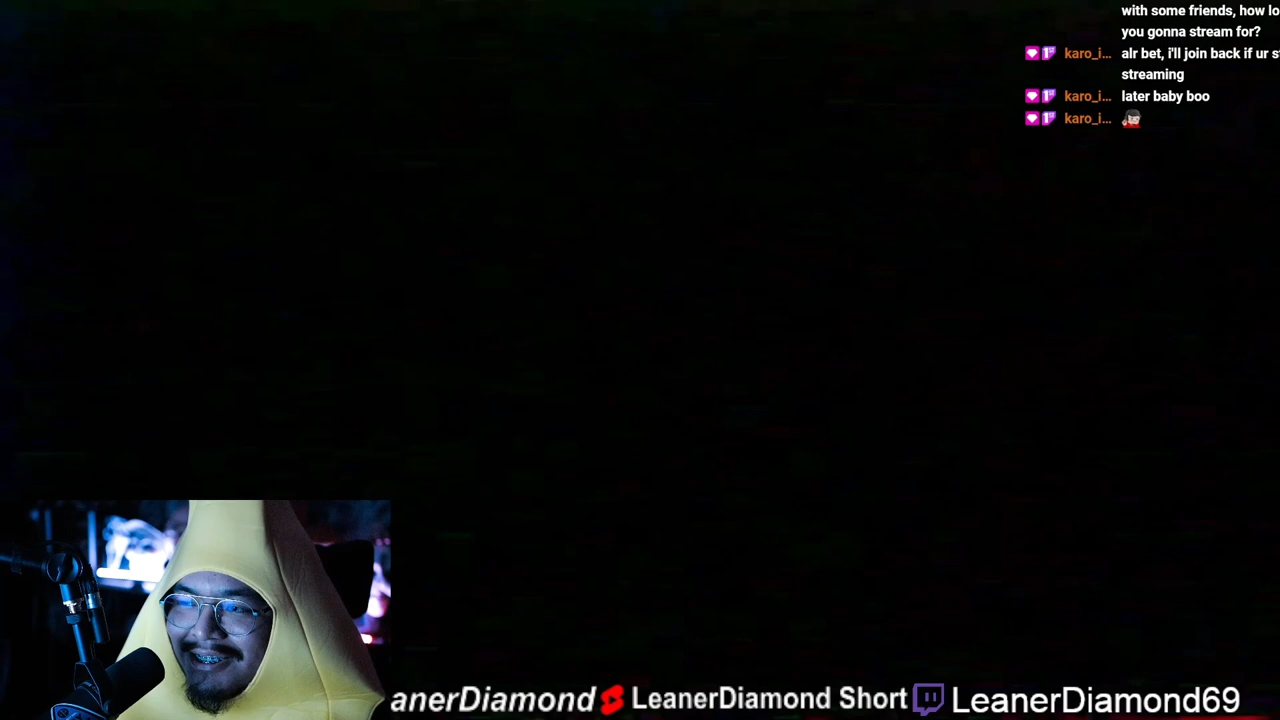 with some friends, how lo
you gonna stream for?
karo_i... alr bet, i'll join back if ur s
streaming
karo_i... later baby boo
karo_i...
anerDiamond LeanerDiamond Short LeanerDiamond69